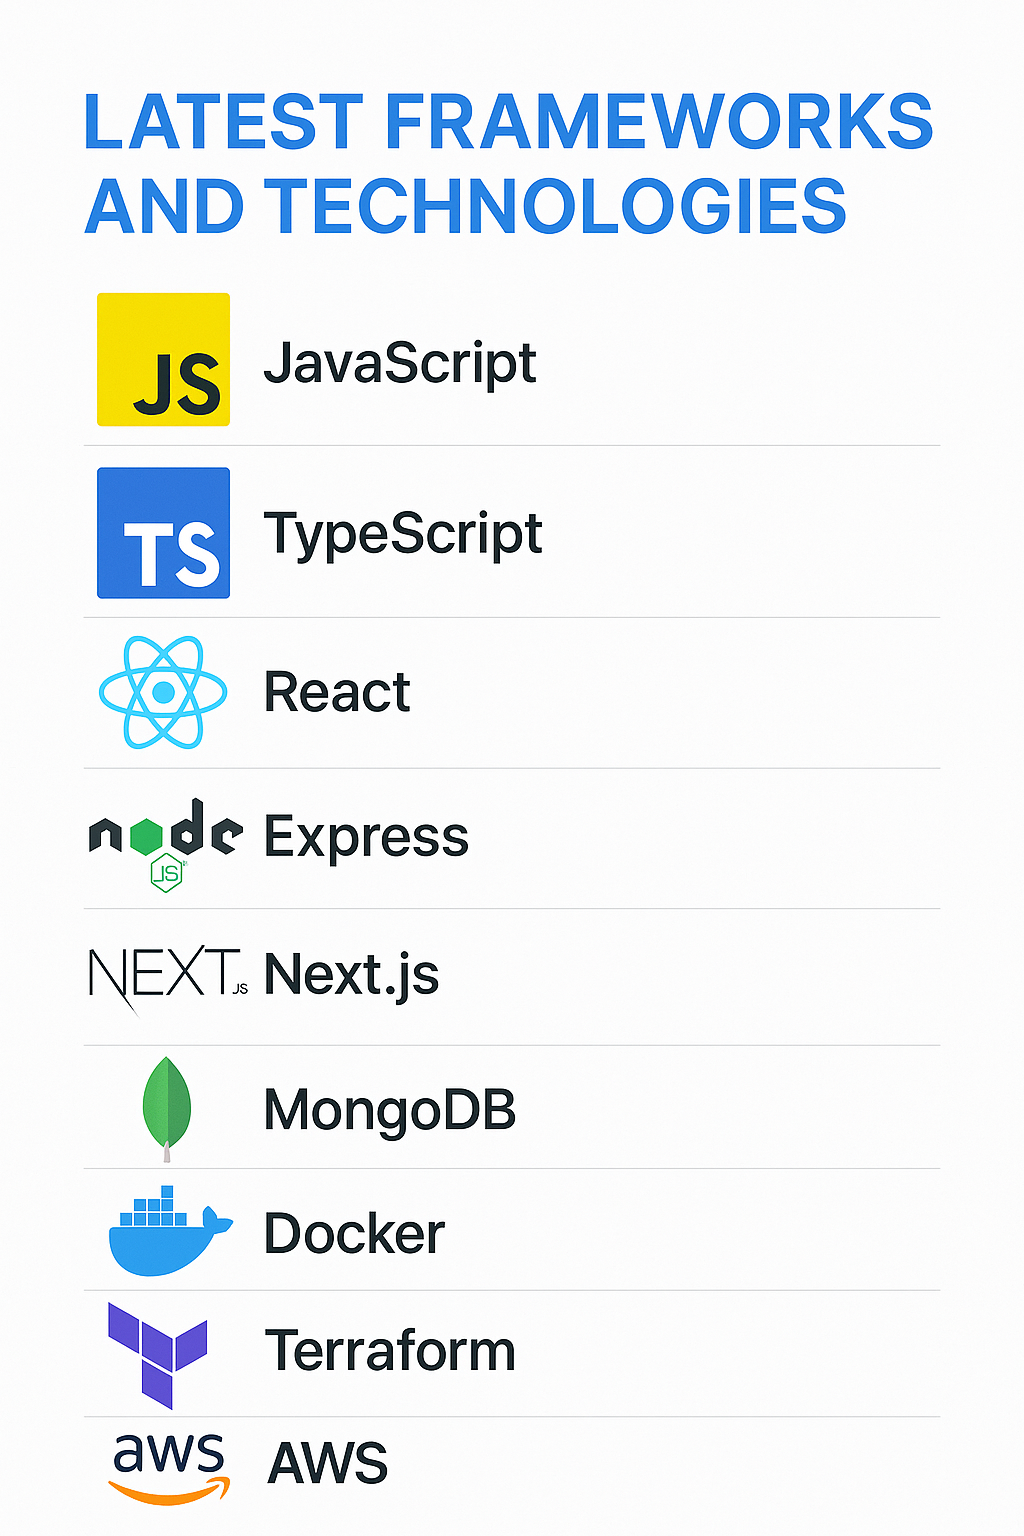 LATEST FRAMEWORKS
AND TECHNOLOGIES
JS JavaScript
TS TypeScript
React
node Express
JS
NEXT.JS Next.js
MongoDB
Docker
Terraform
aws AWS